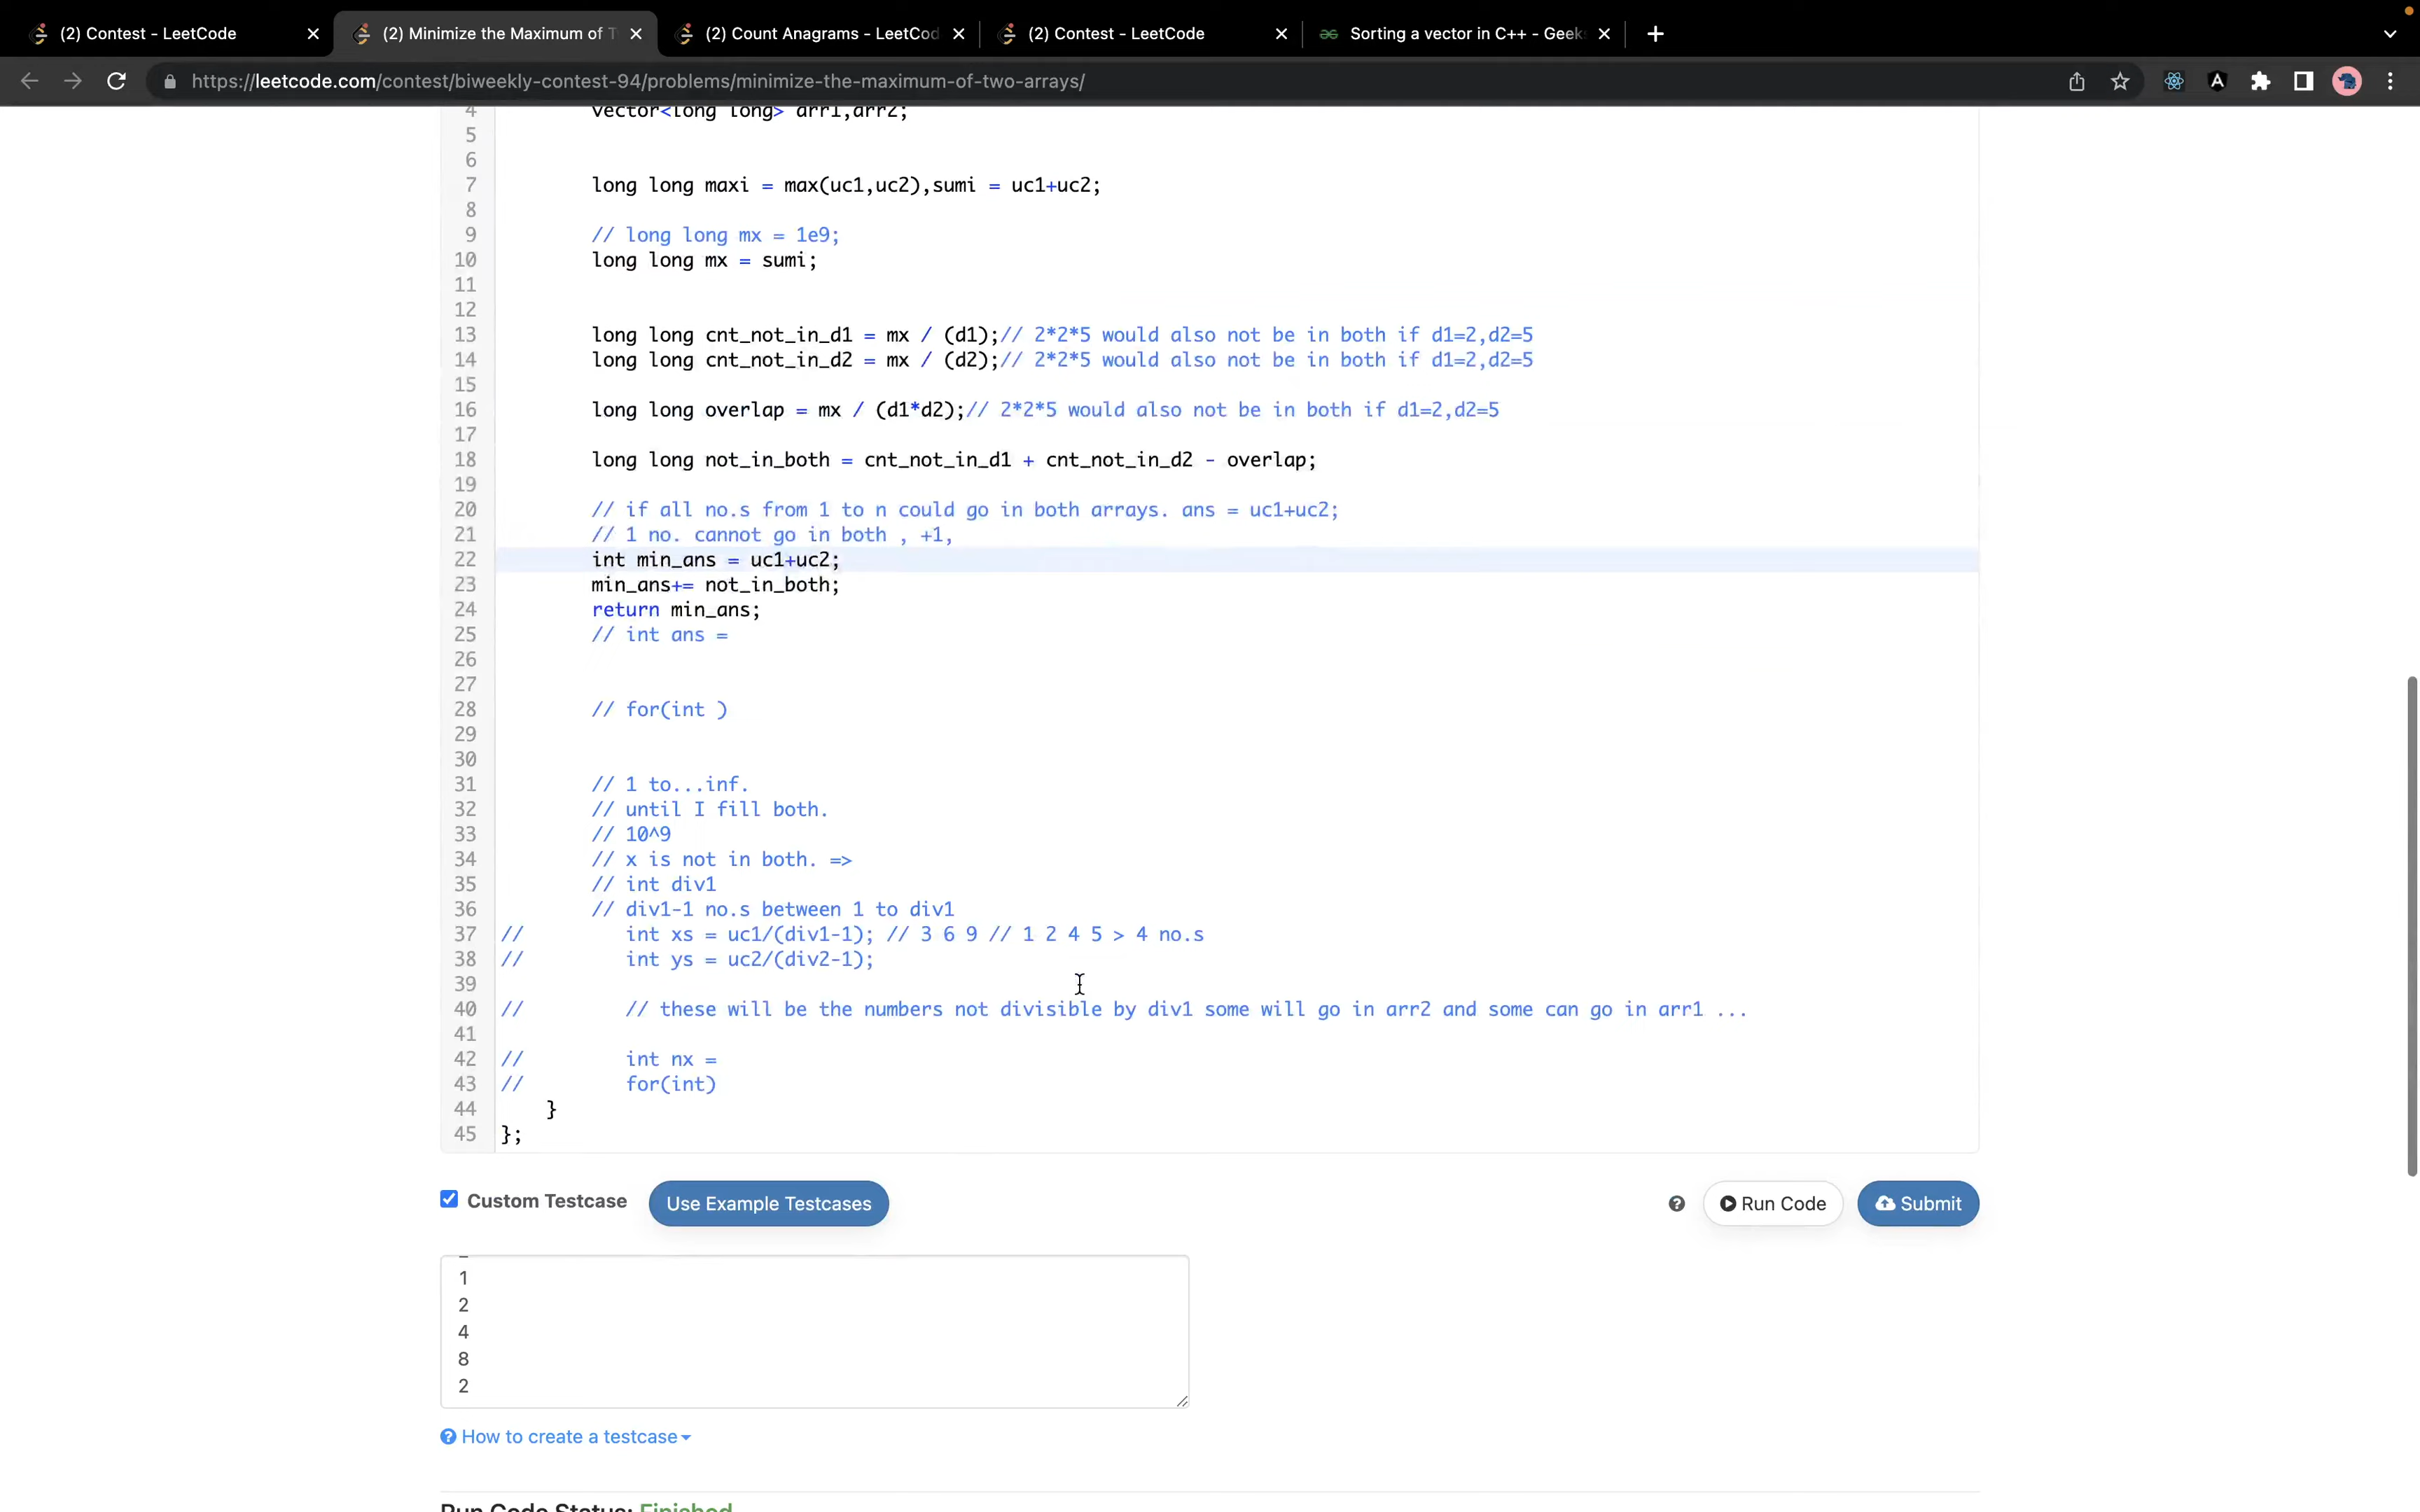 (2) Contest - LeetCode
(2) Minimize the Maximum of T
(2) Count Anagrams - LeetCod
(2) Contest - LeetCode
Sorting a vector in C++ - Geek
https://leetcode.com/contest/biweekly-contest-94/problems/minimize-the-maximum-of-two-arrays/
4 vector<long long> arr1,arr2;
5
6
7 long long maxi = max(uc1,uc2),sumi = uc1+uc2;
8
9 // long long mx = 1e9;
10 long long mx = sumi;
11
12
13 long long cnt_not_in_d1 = mx / (d1);// 2*2*5 would also not be in both if d1=2,d2=5
14 long long cnt_not_in_d2 = mx / (d2);// 2*2*5 would also not be in both if d1=2,d2=5
15
16 long long overlap = mx / (d1*d2);// 2*2*5 would also not be in both if d1=2,d2=5
17
18 long long not_in_both = cnt_not_in_d1 + cnt_not_in_d2 - overlap;
19
20 // if all no.s from 1 to n could go in both arrays. ans = uc1+uc2;
21 // 1 no. cannot go in both , +1,
22 int min_ans = uc1+uc2;
23 min_ans+= not_in_both;
24 return min_ans;
25 // int ans =
26
27
28 // for(int )
29
30
31 // 1 to...inf.
32 // until I fill both.
33 // 10^9
34 // x is not in both. =>
35 // int div1
36 // div1-1 no.s between 1 to div1
37 // int xs = uc1/(div1-1); // 3 6 9 // 1 2 4 5 > 4 no.s
38 // int ys = uc2/(div2-1);
39
40 // // these will be the numbers not divisible by div1 some will go in arr2 and some can go in arr1 ...
41
42 // int nx =
43 // for(int)
44 }
45 };
Custom Testcase Use Example Testcases ? Run Code Submit
1
2
4
8
2
? How to create a testcase
Run Code Status: Finished